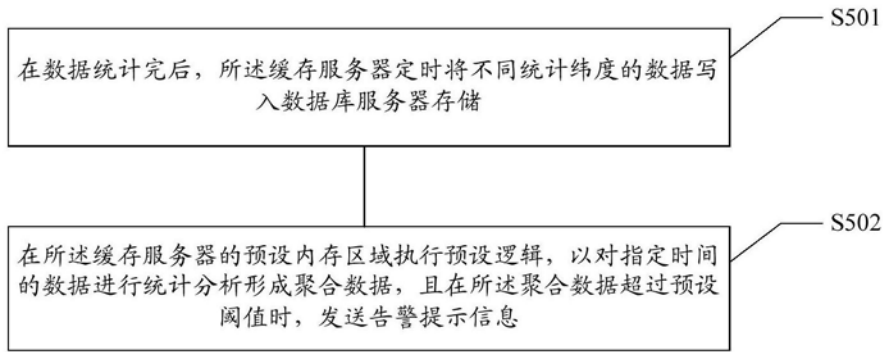 S501
在数据统计完后，所述缓存服务器定时将不同统计纬度的数据写
入数据库服务器存储
S502
在所述缓存服务器的预设内存区域执行预设逻辑，以对指定时间
的数据进行统计分析形成聚合数据，且在所述聚合数据超过预设
阈值时，发送告警提示信息